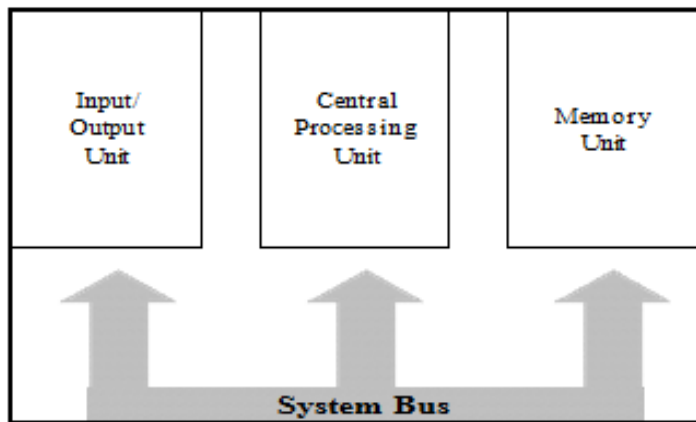 Input/
Output
Unit
Central
Processing
Unit
Memory
Unit
System Bus